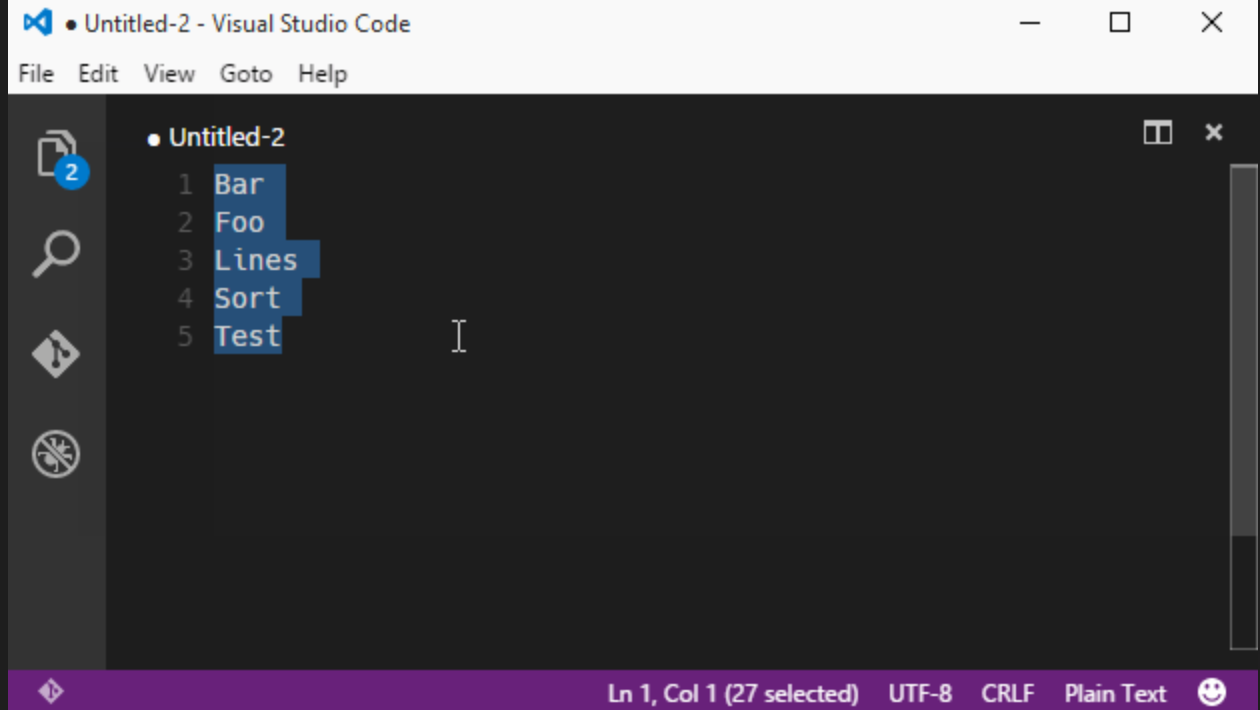 ● Untitled-2 - Visual Studio Code
File Edit View Goto Help
● Untitled-2
2
1 Bar
2 Foo
3 Lines
4 Sort
5 Test
Ln 1, Col 1 (27 selected) UTF-8 CRLF Plain Text